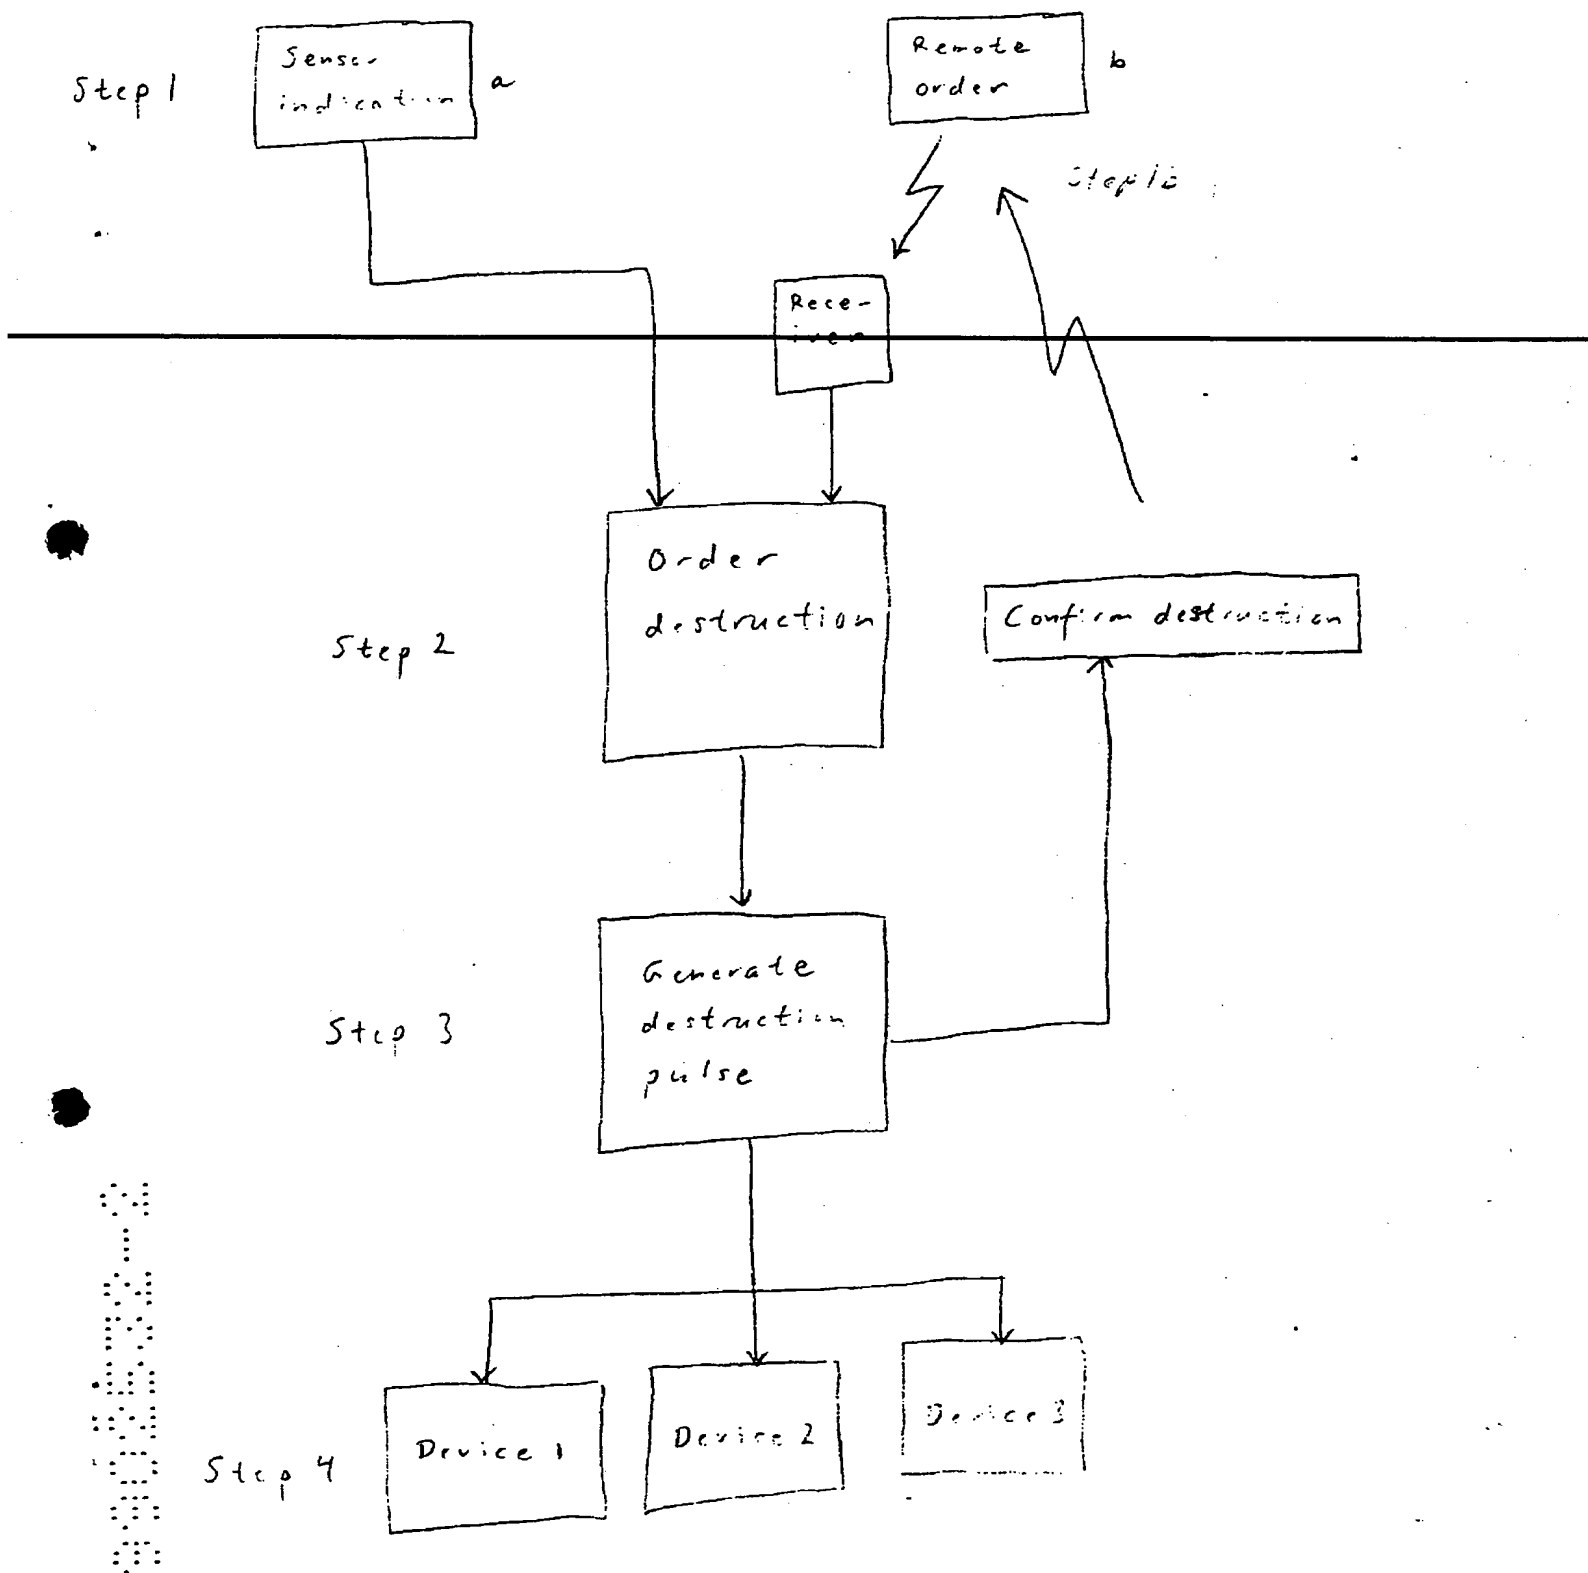 Step 1
Sensor
indication
a
Remote
order
b
Rece-
iver
Order
destruction
Step 2
Confirm destruction
Generate
destruction
pulse
Step 3
Device 1
Device 2
Device 3
Step 4